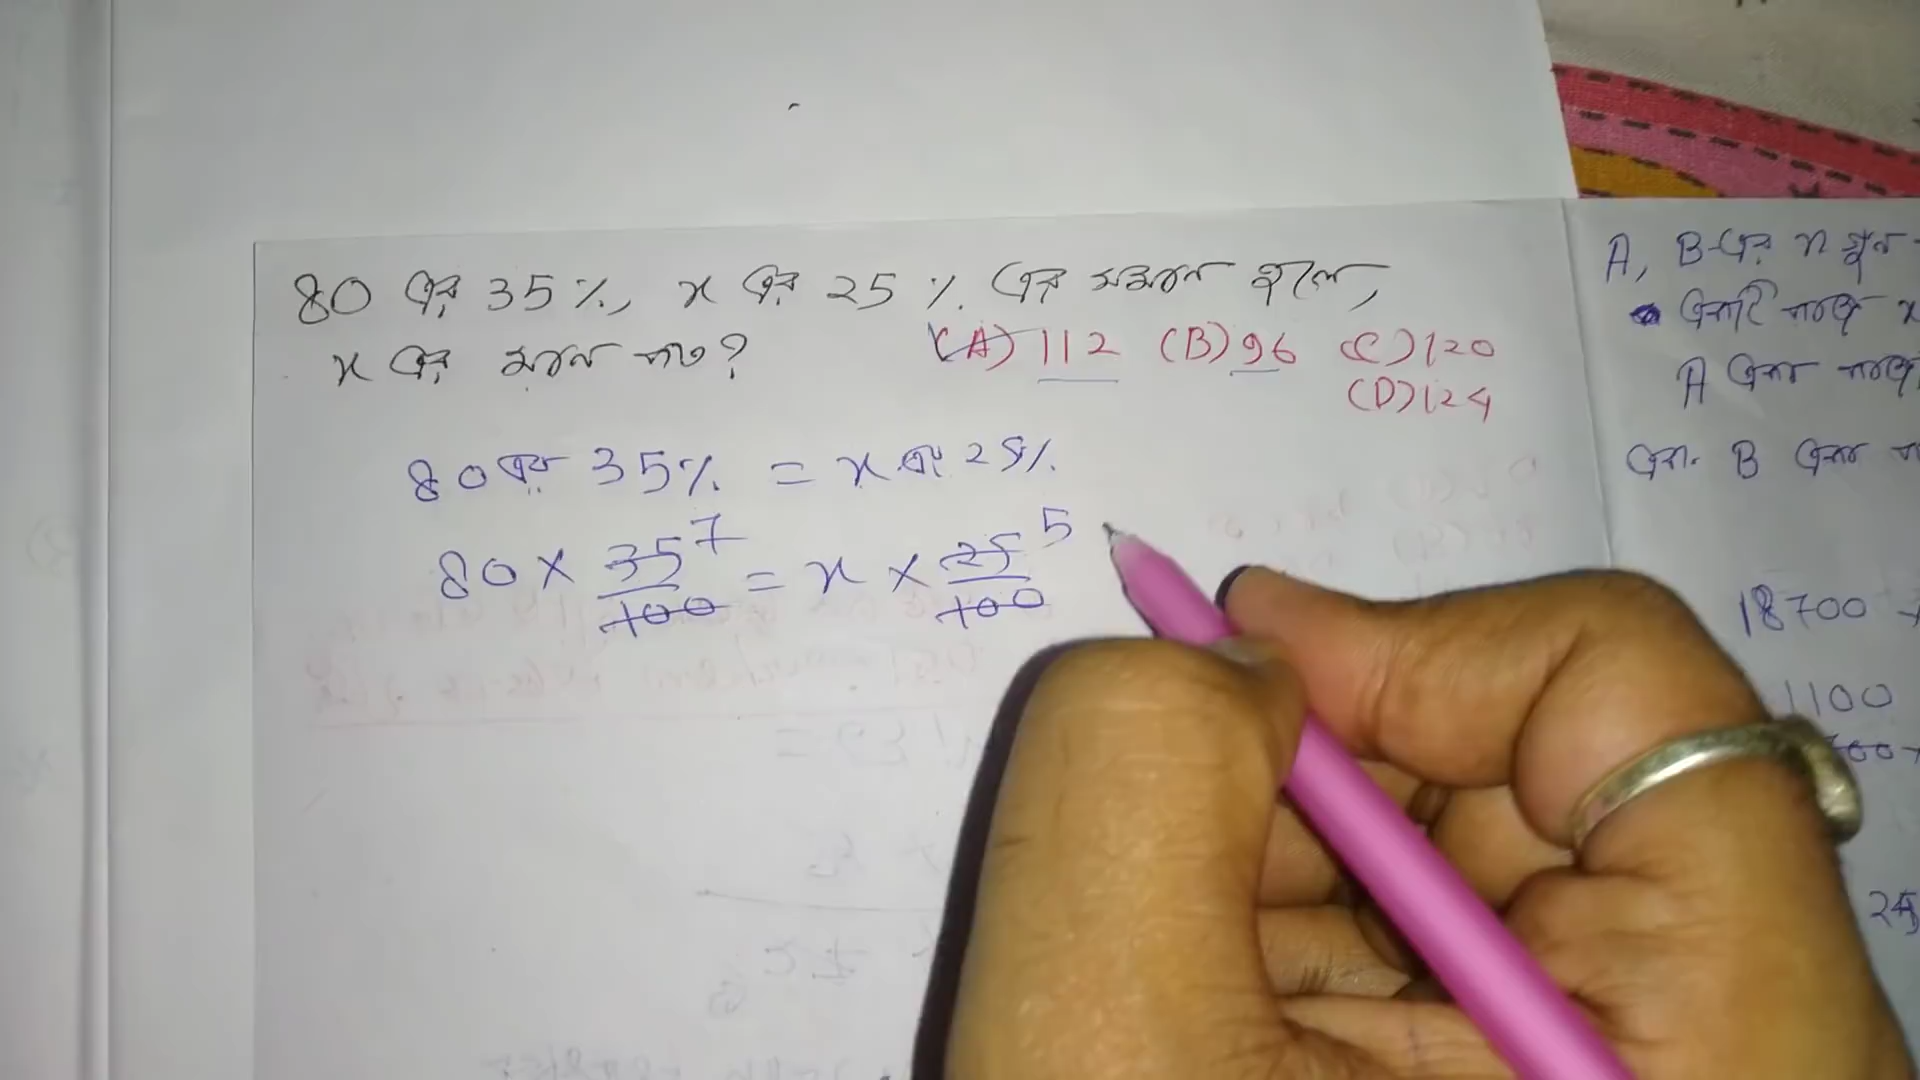 80 এর 35%, x এর 25 % এর সমান হলে,
x এর মান কত?
(A) 112 (B) 96 (C) 120
(D) 124
80 এর 35% = x এর 25%
80 × 35 7 / 100 = x × 25 5 / 100
A, B-এর x গুণ
x
A
B
18700
1100